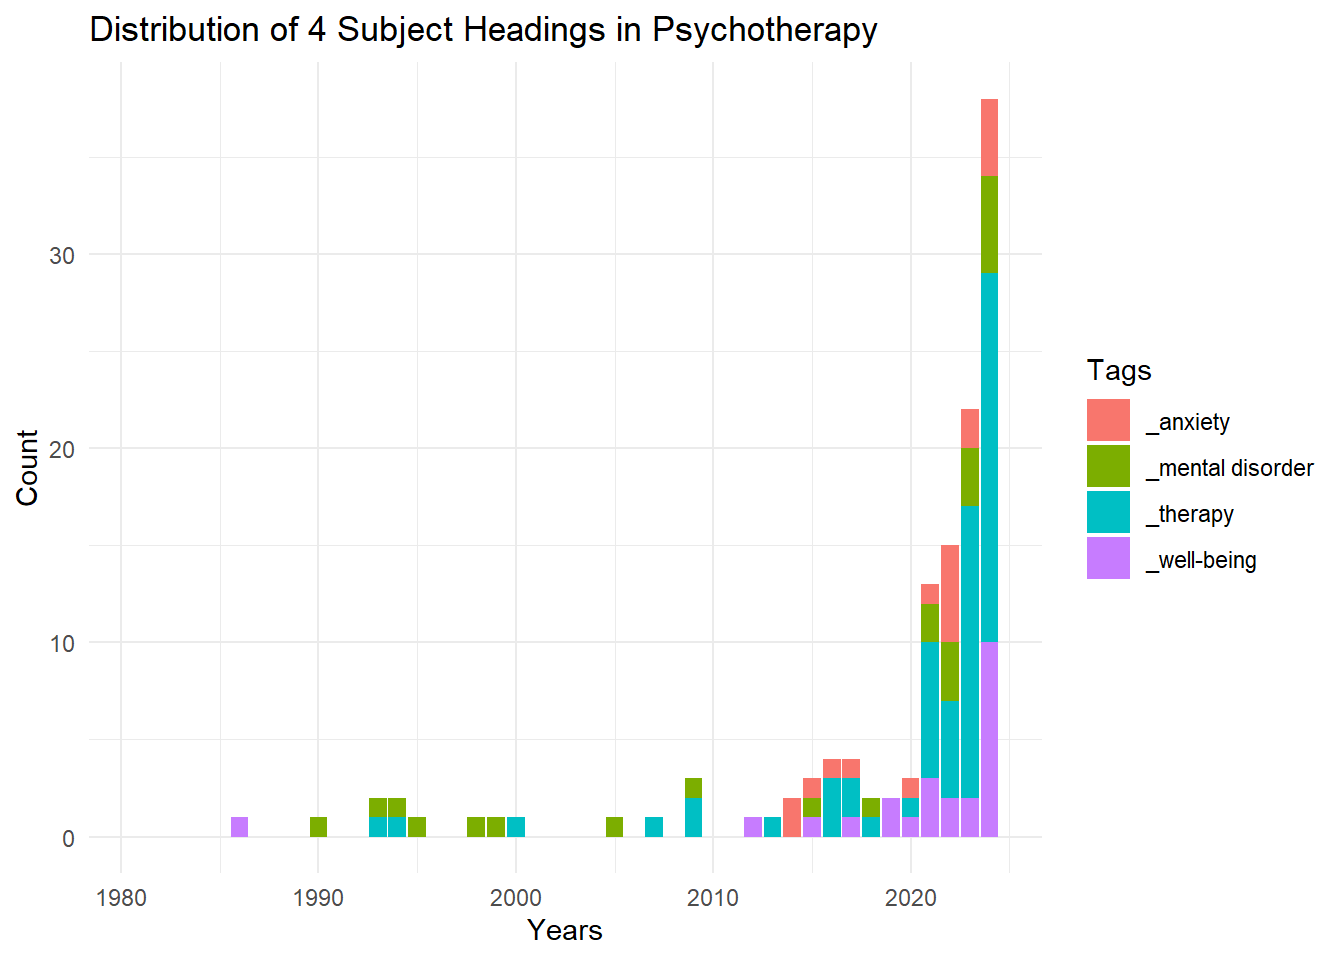 Distribution of 4 Subject Headings in Psychotherapy
30
20
10
0
Count
1980 1990 2000 2010 2020
Years
Tags
_anxiety
_mental disorder
_therapy
_well-being